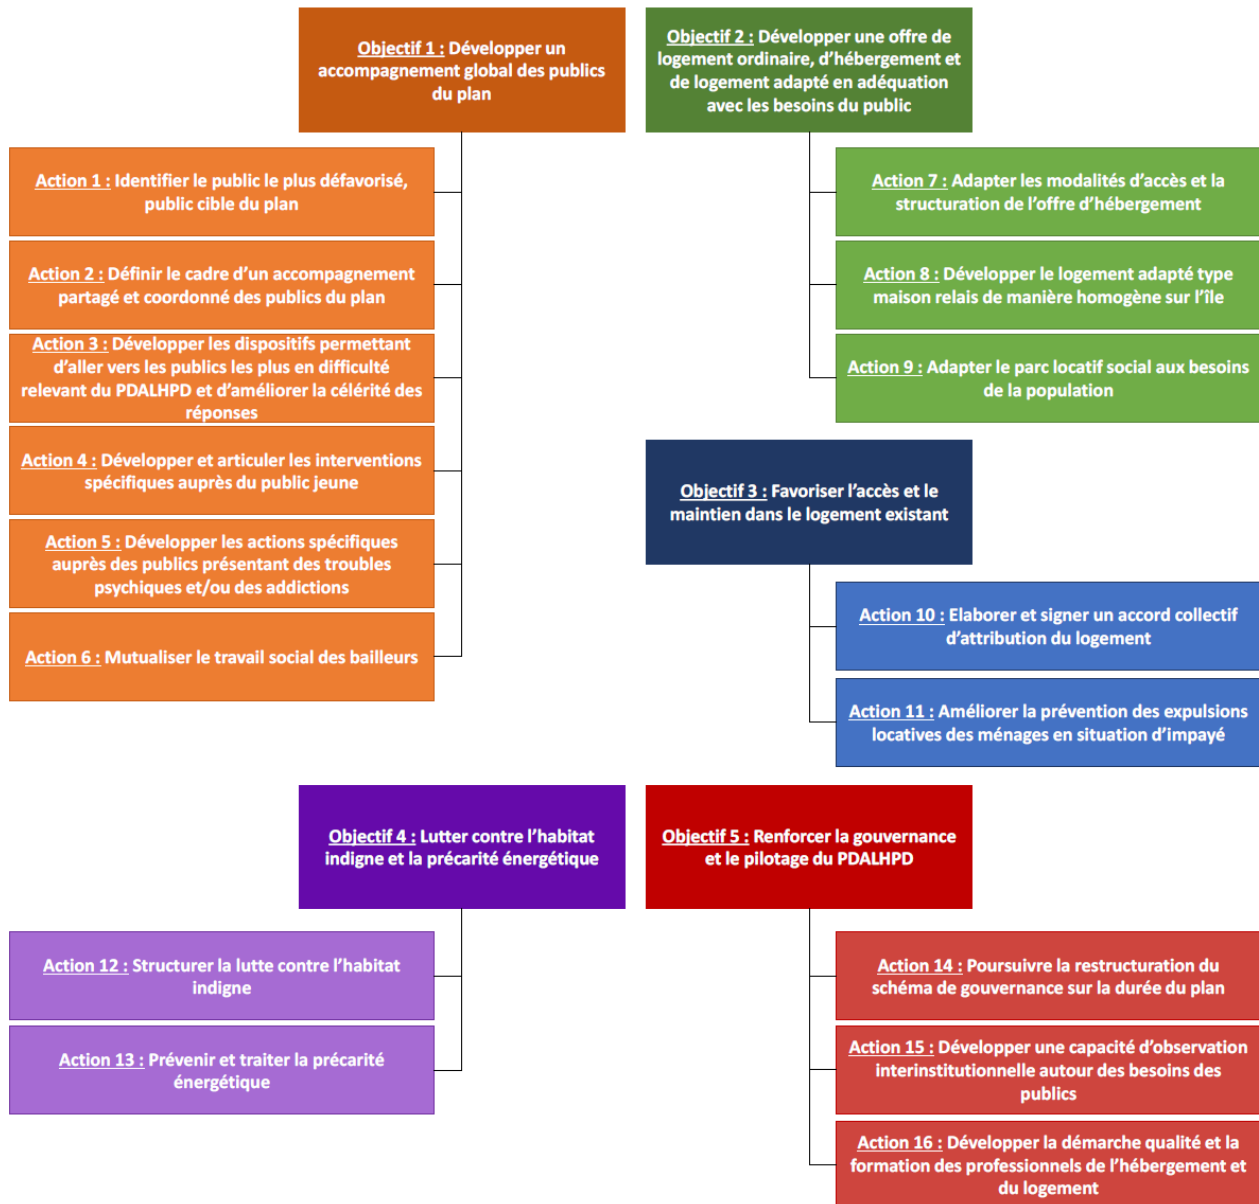 Objectif 1 : Développer un
accompagnement global des publics
du plan
Action 1 : Identifier le public le plus défavorisé,
public cible du plan
Action 2 : Définir le cadre d'un accompagnement
partagé et coordonné des publics du plan
Action 3 : Développer les dispositifs permettant
d'aller vers les publics les plus en difficulté
relevant du PDALHPD et d'améliorer la célérité des
réponses
Action 4 : Développer et articuler les interventions
spécifiques auprès du public jeune
Action 5 : Développer les actions spécifiques
auprès des publics présentant des troubles
psychiques et/ou des addictions
Action 6 : Mutualiser le travail social des bailleurs
Objectif 2 : Développer une offre de
logement ordinaire, d'hébergement et
de logement adapté en adéquation
avec les besoins du public
Action 7 : Adapter les modalités d'accès et la
structuration de l'offre d'hébergement
Action 8 : Développer le logement adapté type
maison relais de manière homogène sur l'île
Action 9 : Adapter le parc locatif social aux besoins
de la population
Objectif 3 : Favoriser l'accès et le
maintien dans le logement existant
Action 10 : Elaborer et signer un accord collectif
d'attribution du logement
Action 11 : Améliorer la prévention des expulsions
locatives des ménages en situation d'impayé
Objectif 4 : Lutter contre l'habitat
indigne et la précarité énergétique
Action 12 : Structurer la lutte contre l'habitat
indigne
Action 13 : Prévenir et traiter la précarité
énergétique
Objectif 5 : Renforcer la gouvernance
et le pilotage du PDALHPD
Action 14 : Poursuivre la restructuration du
schéma de gouvernance sur la durée du plan
Action 15 : Développer une capacité d'observation
interinstitutionnelle autour des besoins des
publics
Action 16 : Développer la démarche qualité et la
formation des professionnels de l'hébergement et
du logement